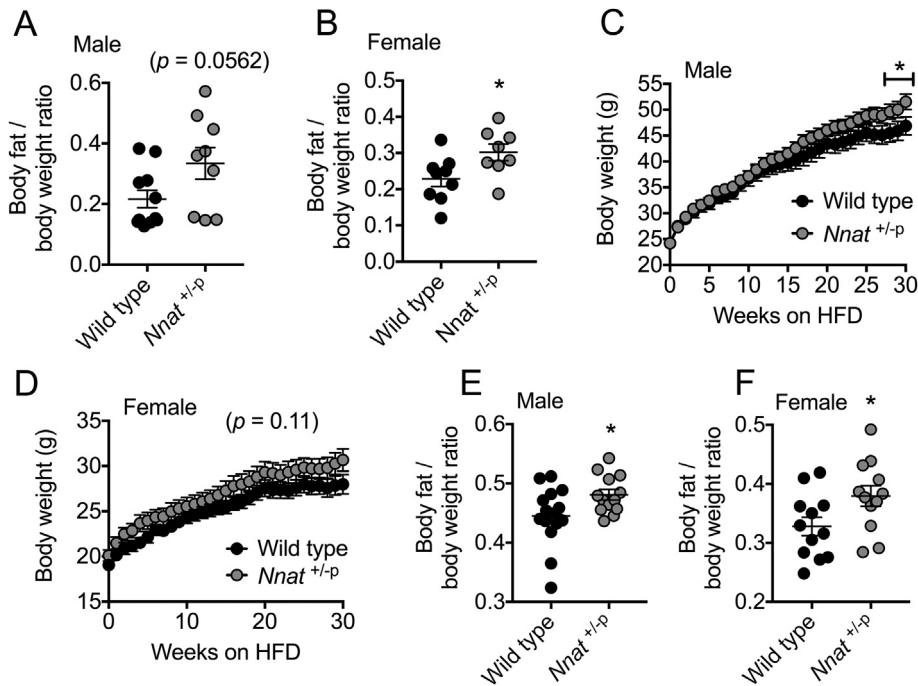 A
Male
(p = 0.0562)
Body fat /
body weight ratio
0.6
0.4
0.2
0.0
Wild type
Nnat +/-p
B
Female
*
Body fat /
body weight ratio
0.5
0.4
0.3
0.2
0.1
0.0
Wild type
Nnat +/-p
C
Male
*
Body weight (g)
55
50
45
40
35
30
25
20
Wild type
Nnat +/-p
0
5
10
15
20
25
30
Weeks on HFD
D
Female
(p = 0.11)
Body weight (g)
35
30
25
20
15
Wild type
Nnat +/-p
0
10
20
30
Weeks on HFD
E
Male
*
Body fat /
body weight ratio
0.6
0.5
0.4
0.3
Wild type
Nnat +/-p
F
Female
*
Body fat /
body weight ratio
0.5
0.4
0.3
0.2
Wild type
Nnat +/-p